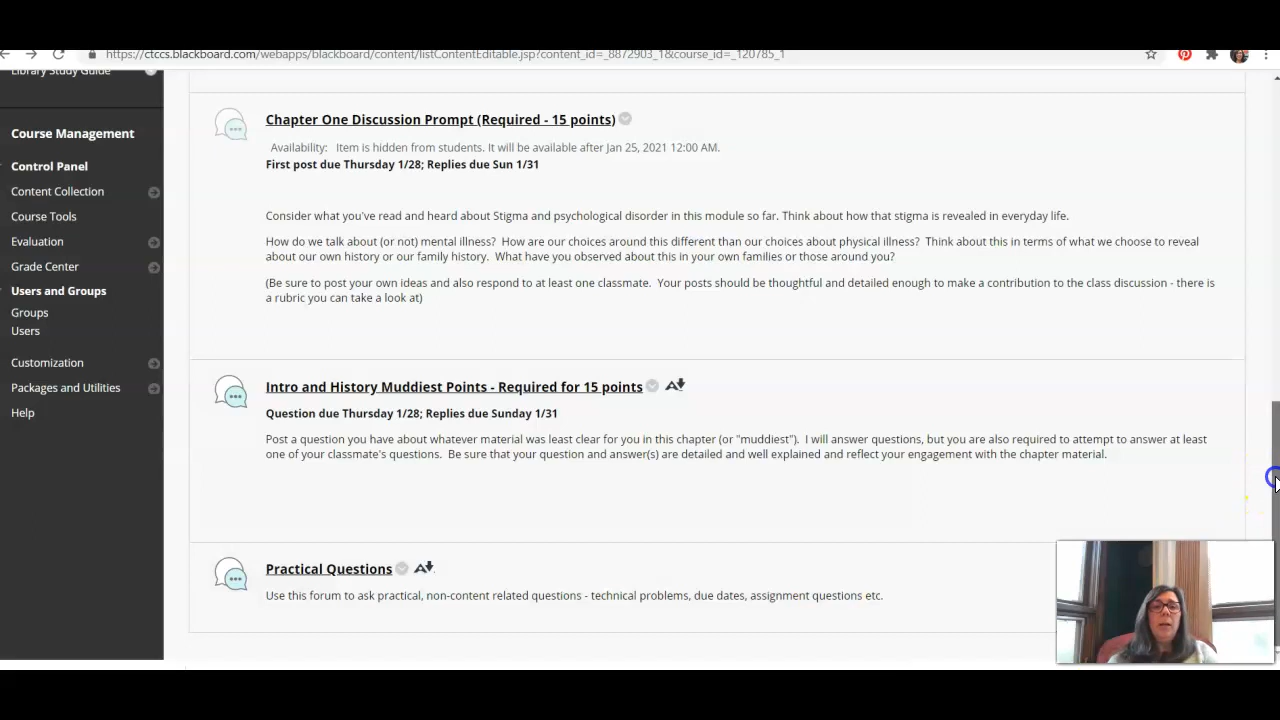 https://ctccs.blackboard.com/webapps/blackboard/content/listContentEditable.jsp?content_id=_8872903_1&course_id=_120785_1
Library Study Guide
Course Management
Control Panel
Content Collection
Course Tools
Evaluation
Grade Center
Users and Groups
Groups
Users
Customization
Packages and Utilities
Help
Chapter One Discussion Prompt (Required - 15 points)
Availability: Item is hidden from students. It will be available after Jan 25, 2021 12:00 AM.
First post due Thursday 1/28; Replies due Sun 1/31
Consider what you've read and heard about Stigma and psychological disorder in this module so far. Think about how that stigma is revealed in everyday life.
How do we talk about (or not) mental illness? How are our choices around this different than our choices about physical illness? Think about this in terms of what we choose to reveal
about our own history or our family history. What have you observed about this in your own families or those around you?
(Be sure to post your own ideas and also respond to at least one classmate. Your posts should be thoughtful and detailed enough to make a contribution to the class discussion - there is
a rubric you can take a look at)
Intro and History Muddiest Points - Required for 15 points
Question due Thursday 1/28; Replies due Sunday 1/31
Post a question you have about whatever material was least clear for you in this chapter (or "muddiest"). I will answer questions, but you are also required to attempt to answer at least
one of your classmate's questions. Be sure that your question and answer(s) are detailed and well explained and reflect your engagement with the chapter material.
Practical Questions
Use this forum to ask practical, non-content related questions - technical problems, due dates, assignment questions etc.